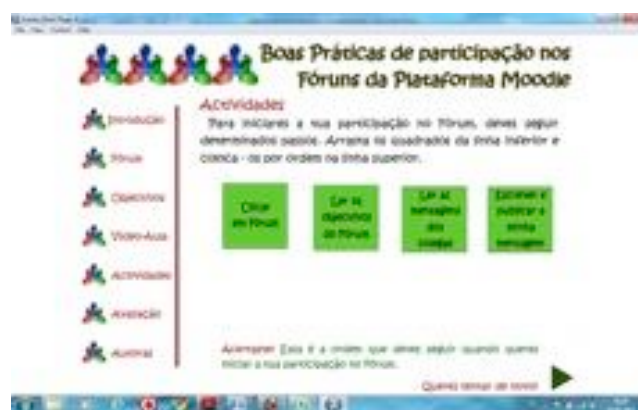 Boas Práticas de participação nos
Fóruns da Plataforma Moodle
Actividades
Para iniciares a sua participação no Fórum, deves seguir
determinados passos. Arrasta os quadrados da linha inferior e
coloca - os por ordem na linha superior.
Introdução
Fórum
Objectivos
Vídeo-Aula
Actividades
Avaliação
Autoras
Clicar
em Fórum
Ler os
objectivos
do Fórum
Ler as
mensagens
dos
colegas
Escrever e
publicar a
minha
mensagem
Acertaste! Esta é a ordem que deves seguir quando queres
iniciar a tua participação no Fórum.
Queres tentar de novo?